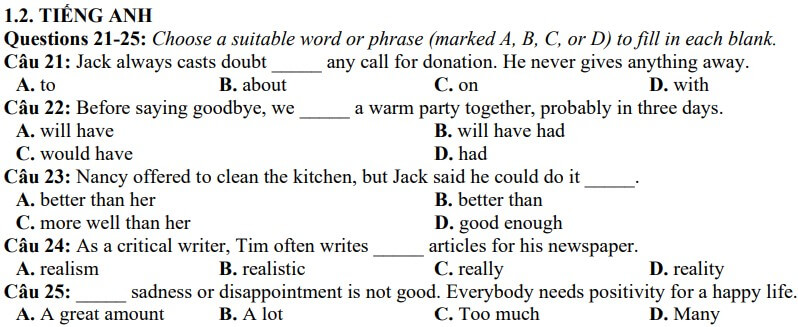 1.2. TIẾNG ANH
Questions 21-25: Choose a suitable word or phrase (marked A, B, C, or D) to fill in each blank.
Câu 21: Jack always casts doubt _____ any call for donation. He never gives anything away.
A. to B. about C. on D. with
Câu 22: Before saying goodbye, we _____ a warm party together, probably in three days.
A. will have B. will have had
C. would have D. had
Câu 23: Nancy offered to clean the kitchen, but Jack said he could do it _____.
A. better than her B. better than
C. more well than her D. good enough
Câu 24: As a critical writer, Tim often writes _____ articles for his newspaper.
A. realism B. realistic C. really D. reality
Câu 25: _____ sadness or disappointment is not good. Everybody needs positivity for a happy life.
A. A great amount B. A lot C. Too much D. Many